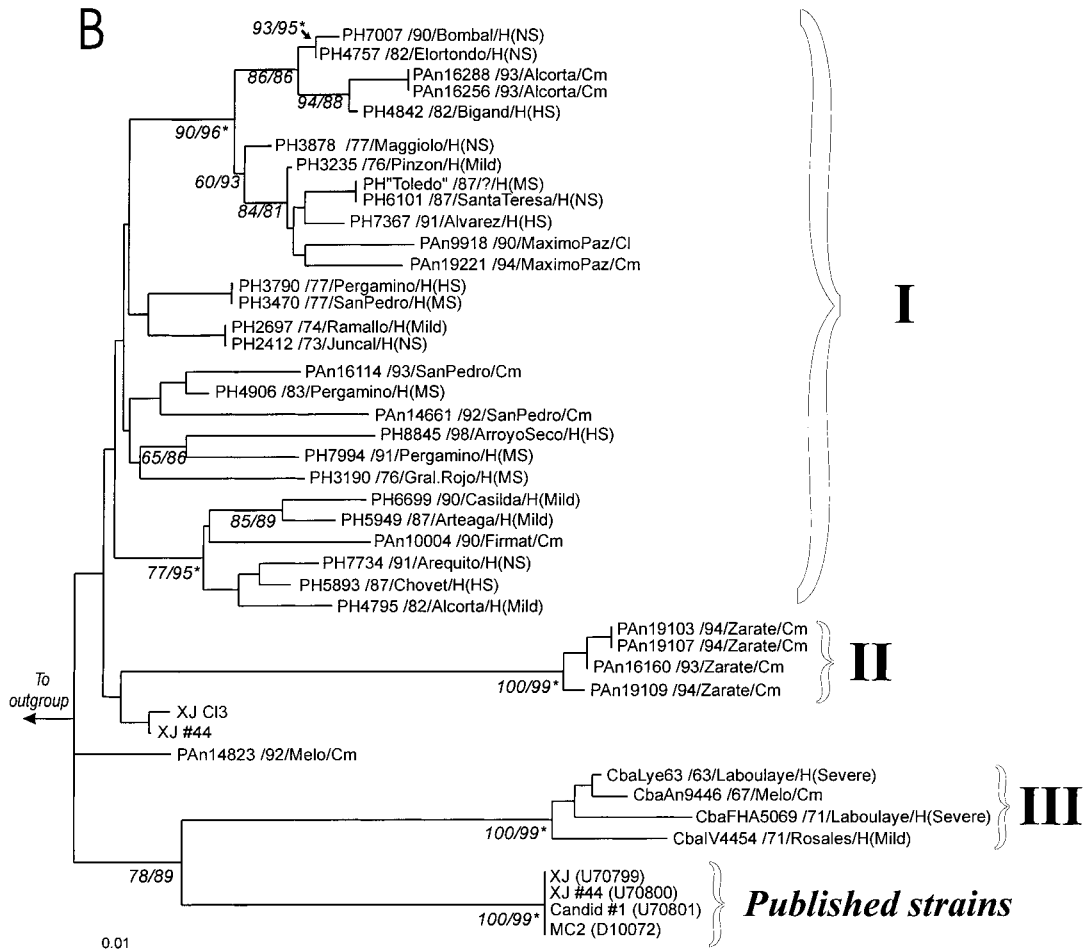 B
93/95*
PH7007 /90/Bombal/H(NS)
PH4757 /82/Elortondo/H(NS)
86/86
PAn16288 /93/Alcorta/Cm
PAn16256 /93/Alcorta/Cm
94/88
PH4842 /82/Bigand/H(HS)
90/96*
PH3878 /77/Maggiolo/H(NS)
PH3235 /76/Pinzon/H(Mild)
60/93
PH"Toledo" /87/?/H(MS)
PH6101 /87/SantaTeresa/H(NS)
84/81
PH7367 /91/Alvarez/H(HS)
PAn9918 /90/MaximoPaz/Cl
PAn19221 /94/MaximoPaz/Cm
PH3790 /77/Pergamino/H(HS)
PH3470 /77/SanPedro/H(MS)
I
PH2697 /74/Ramallo/H(Mild)
PH2412 /73/Juncal/H(NS)
PAn16114 /93/SanPedro/Cm
PH4906 /83/Pergamino/H(MS)
PAn14661 /92/SanPedro/Cm
PH8845 /98/ArroyoSeco/H(HS)
65/86
PH7994 /91/Pergamino/H(MS)
PH3190 /76/Gral.Rojo/H(MS)
PH6699 /90/Casilda/H(Mild)
85/89
PH5949 /87/Arteaga/H(Mild)
PAn10004 /90/Firmat/Cm
77/95*
PH7734 /91/Arequito/H(NS)
PH5893 /87/Chovet/H(HS)
PH4795 /82/Alcorta/H(Mild)
PAn19103 /94/Zarate/Cm
PAn19107 /94/Zarate/Cm
PAn16160 /93/Zarate/Cm
II
100/99*
PAn19109 /94/Zarate/Cm
To
outgroup
XJ Cl3
XJ #44
PAn14823 /92/Melo/Cm
CbaLye63 /63/Laboulaye/H(Severe)
CbaAn9446 /67/Melo/Cm
III
CbaFHA5069 /71/Laboulaye/H(Severe)
100/99*
CbaIV4454 /71/Rosales/H(Mild)
78/89
XJ (U70799)
XJ #44 (U70800)
Candid #1 (U70801)
MC2 (D10072)
100/99*
Published strains
0.01